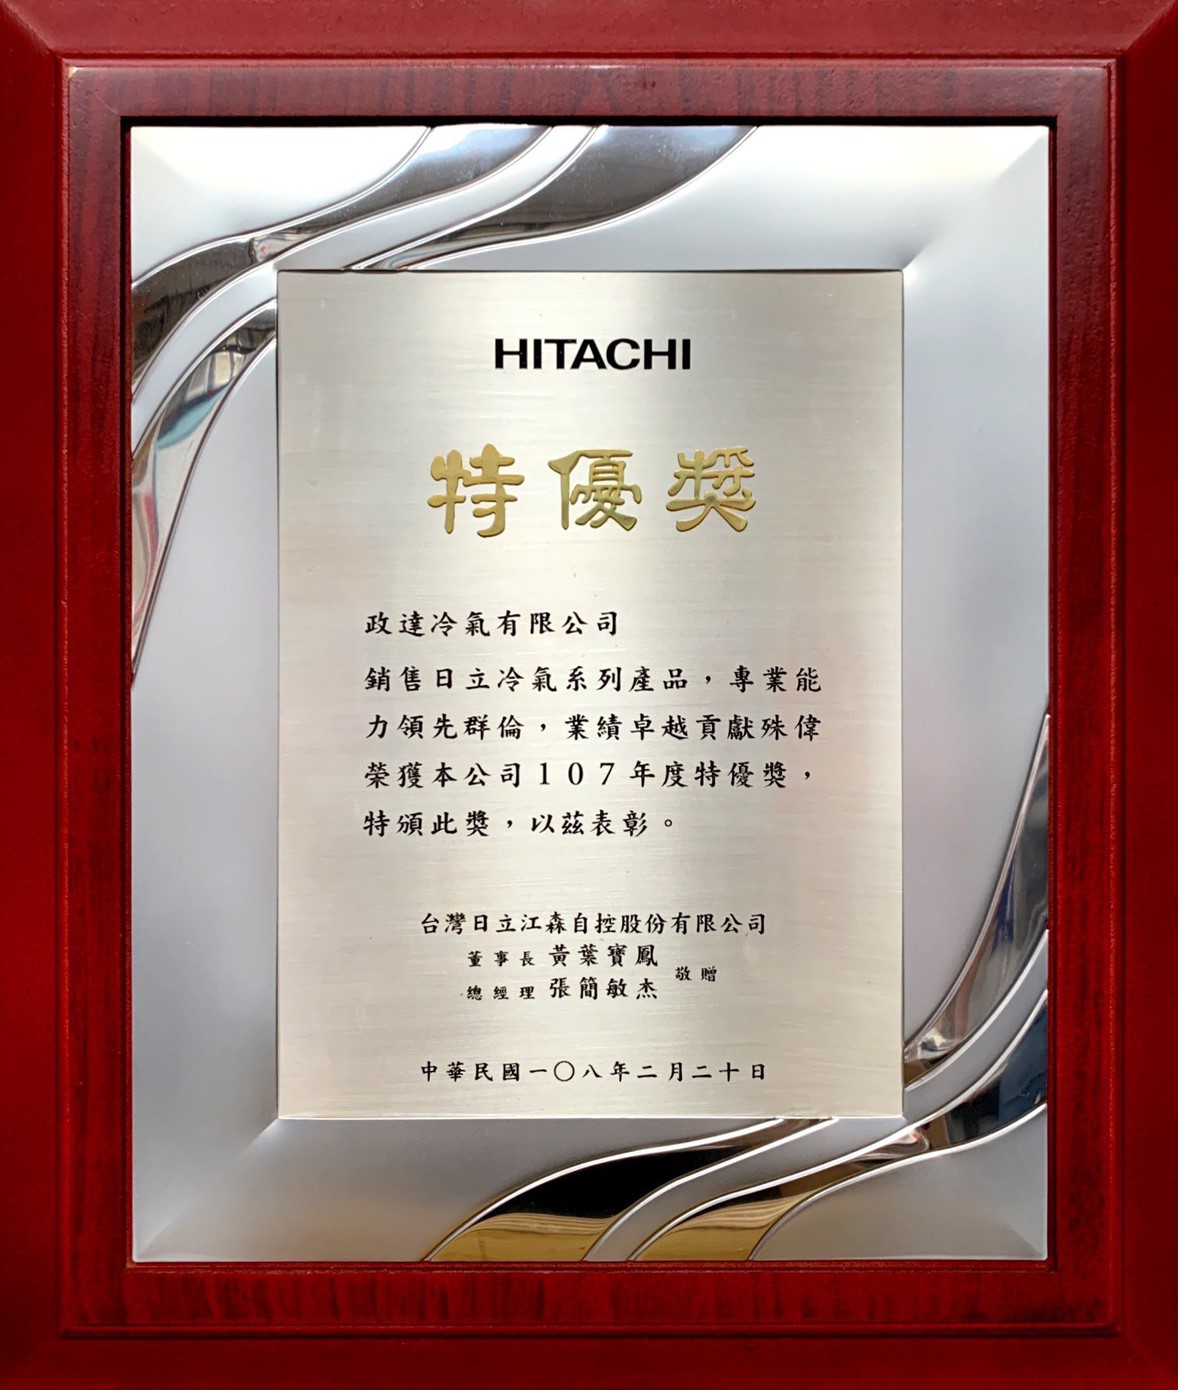 HITACHI
特優獎
政達冷氣有限公司
銷售日立冷氣系列產品，專業能
力領先群倫，業績卓越貢獻殊偉
榮獲本公司107年度特優獎，
特頒此獎，以茲表彰。
台灣日立江森自控股份有限公司
董事長 黃葉寶鳳
總經理 張簡敏杰
敬贈
中華民國一〇八年二月二十日